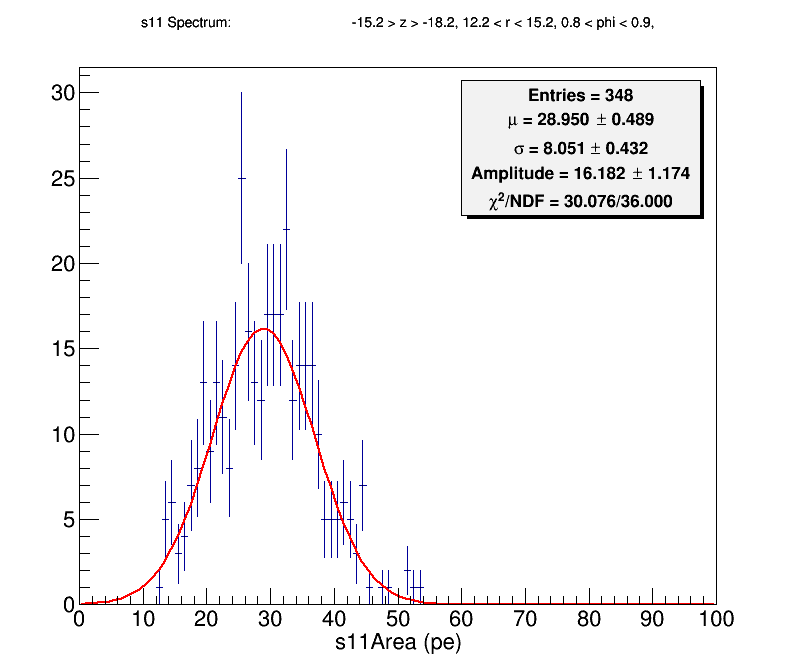 s11 Spectrum: -15.2 > z > -18.2, 12.2 < r < 15.2, 0.8 < phi < 0.9,
Entries = 348
μ = 28.950 ± 0.489
σ = 8.051 ± 0.432
Amplitude = 16.182 ± 1.174
χ²/NDF = 30.076/36.000
30
25
20
15
10
5
0
0 10 20 30 40 50 60 70 80 90 100
s11Area (pe)